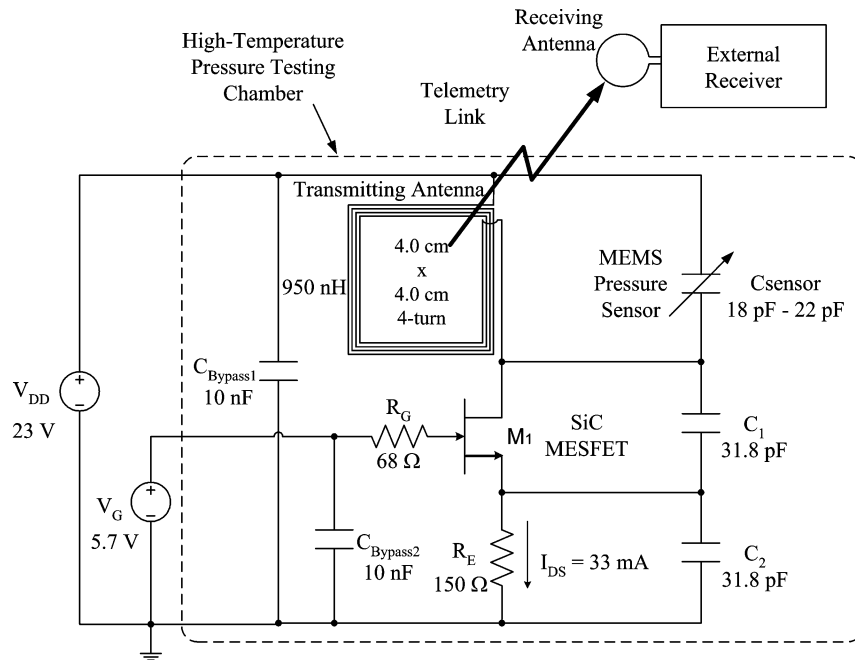 High-Temperature
Pressure Testing
Chamber
Receiving
Antenna
External
Receiver
Telemetry
Link
Transmitting Antenna
4.0 cm
x
4.0 cm
4-turn
950 nH
MEMS
Pressure
Sensor
Csensor
18 pF - 22 pF
V_DD
23 V
C_Bypass1
10 nF
R_G
68 Ω
M1
SiC
MESFET
C_1
31.8 pF
V_G
5.7 V
C_Bypass2
10 nF
R_E
150 Ω
I_DS = 33 mA
C_2
31.8 pF